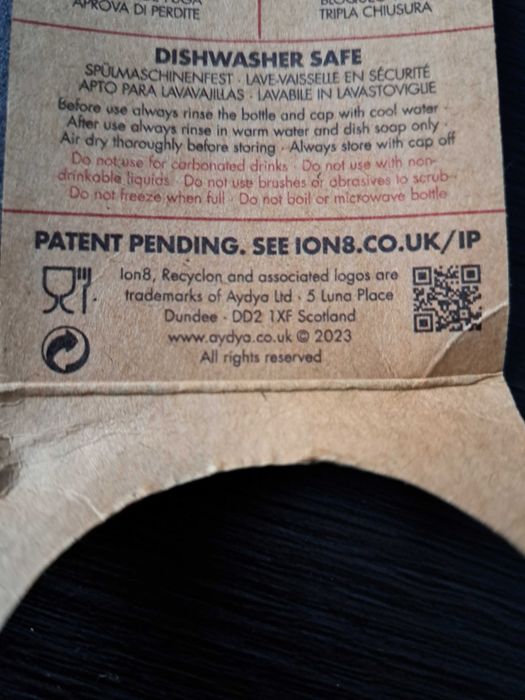 APROVA DI PERDITE
TRIPLA CHIUSURA
DISHWASHER SAFE
SPÜLMASCHINENFEST · LAVE-VAISSELLE EN SÉCURITÉ
APTO PARA LAVAVAJILLAS · LAVABILE IN LAVASTOVIGLIE
Before use always rinse the bottle and cap with cool water ·
After use always rinse in warm water and dish soap only ·
Air dry thoroughly before storing · Always store with cap off
Do not use for carbonated drinks · Do not use with non-
drinkable liquids · Do not use brushes or abrasives to scrub ·
Do not freeze when full · Do not boil or microwave bottle
PATENT PENDING. SEE ION8.CO.UK/IP
Ion8, Recyclon and associated logos are
trademarks of Aydya Ltd · 5 Luna Place
Dundee · DD2 1XF Scotland
www.aydya.co.uk © 2023
All rights reserved